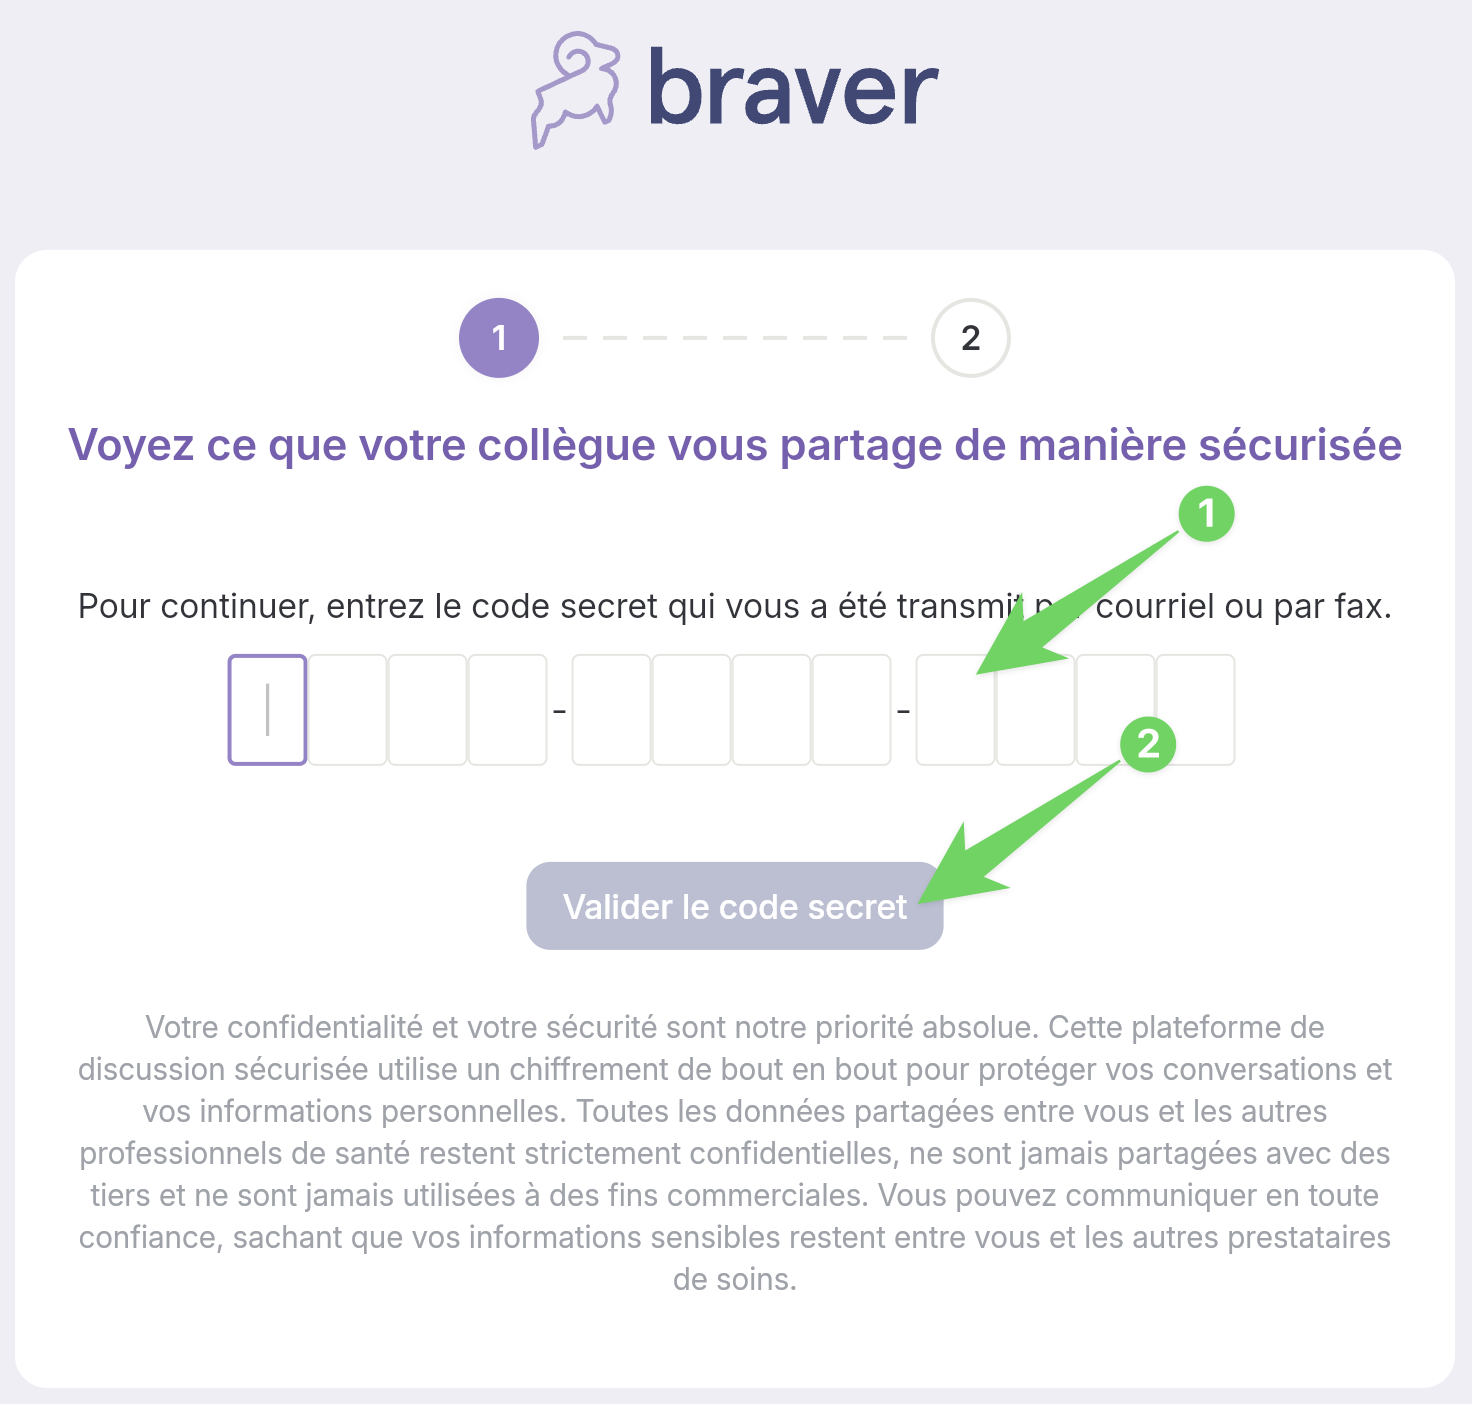 braver
1
2
Voyez ce que votre collègue vous partage de manière sécurisée
1
Pour continuer, entrez le code secret qui vous a été transmit courriel ou par fax.
- -
2
Valider le code secret
Votre confidentialité et votre sécurité sont notre priorité absolue. Cette plateforme de
discussion sécurisée utilise un chiffrement de bout en bout pour protéger vos conversations et
vos informations personnelles. Toutes les données partagées entre vous et les autres
professionnels de santé restent strictement confidentielles, ne sont jamais partagées avec des
tiers et ne sont jamais utilisées à des fins commerciales. Vous pouvez communiquer en toute
confiance, sachant que vos informations sensibles restent entre vous et les autres prestataires
de soins.